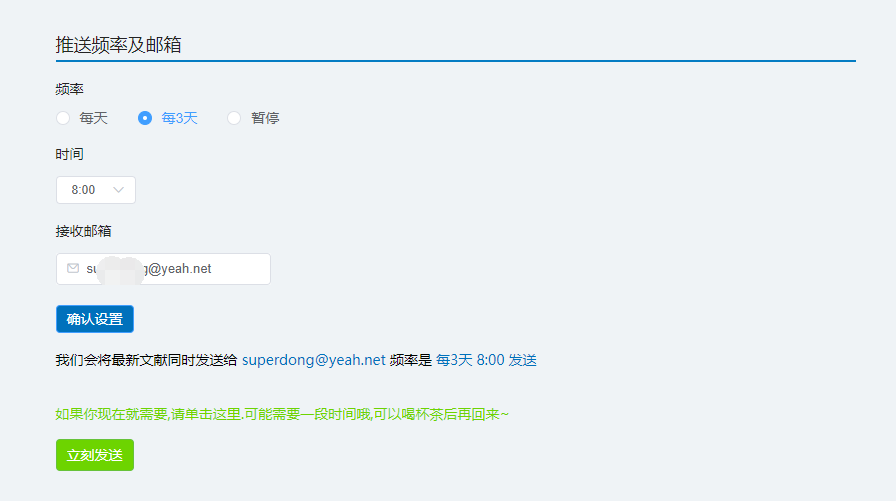 推送频率及邮箱
频率
每天 每3天 暂停
时间
8:00
接收邮箱
su g@yeah.net
确认设置
我们会将最新文献同时发送给 superdong@yeah.net 频率是 每3天 8:00 发送
如果你现在就需要,请单击这里.可能需要一段时间哦,可以喝杯茶后再回来~
立刻发送